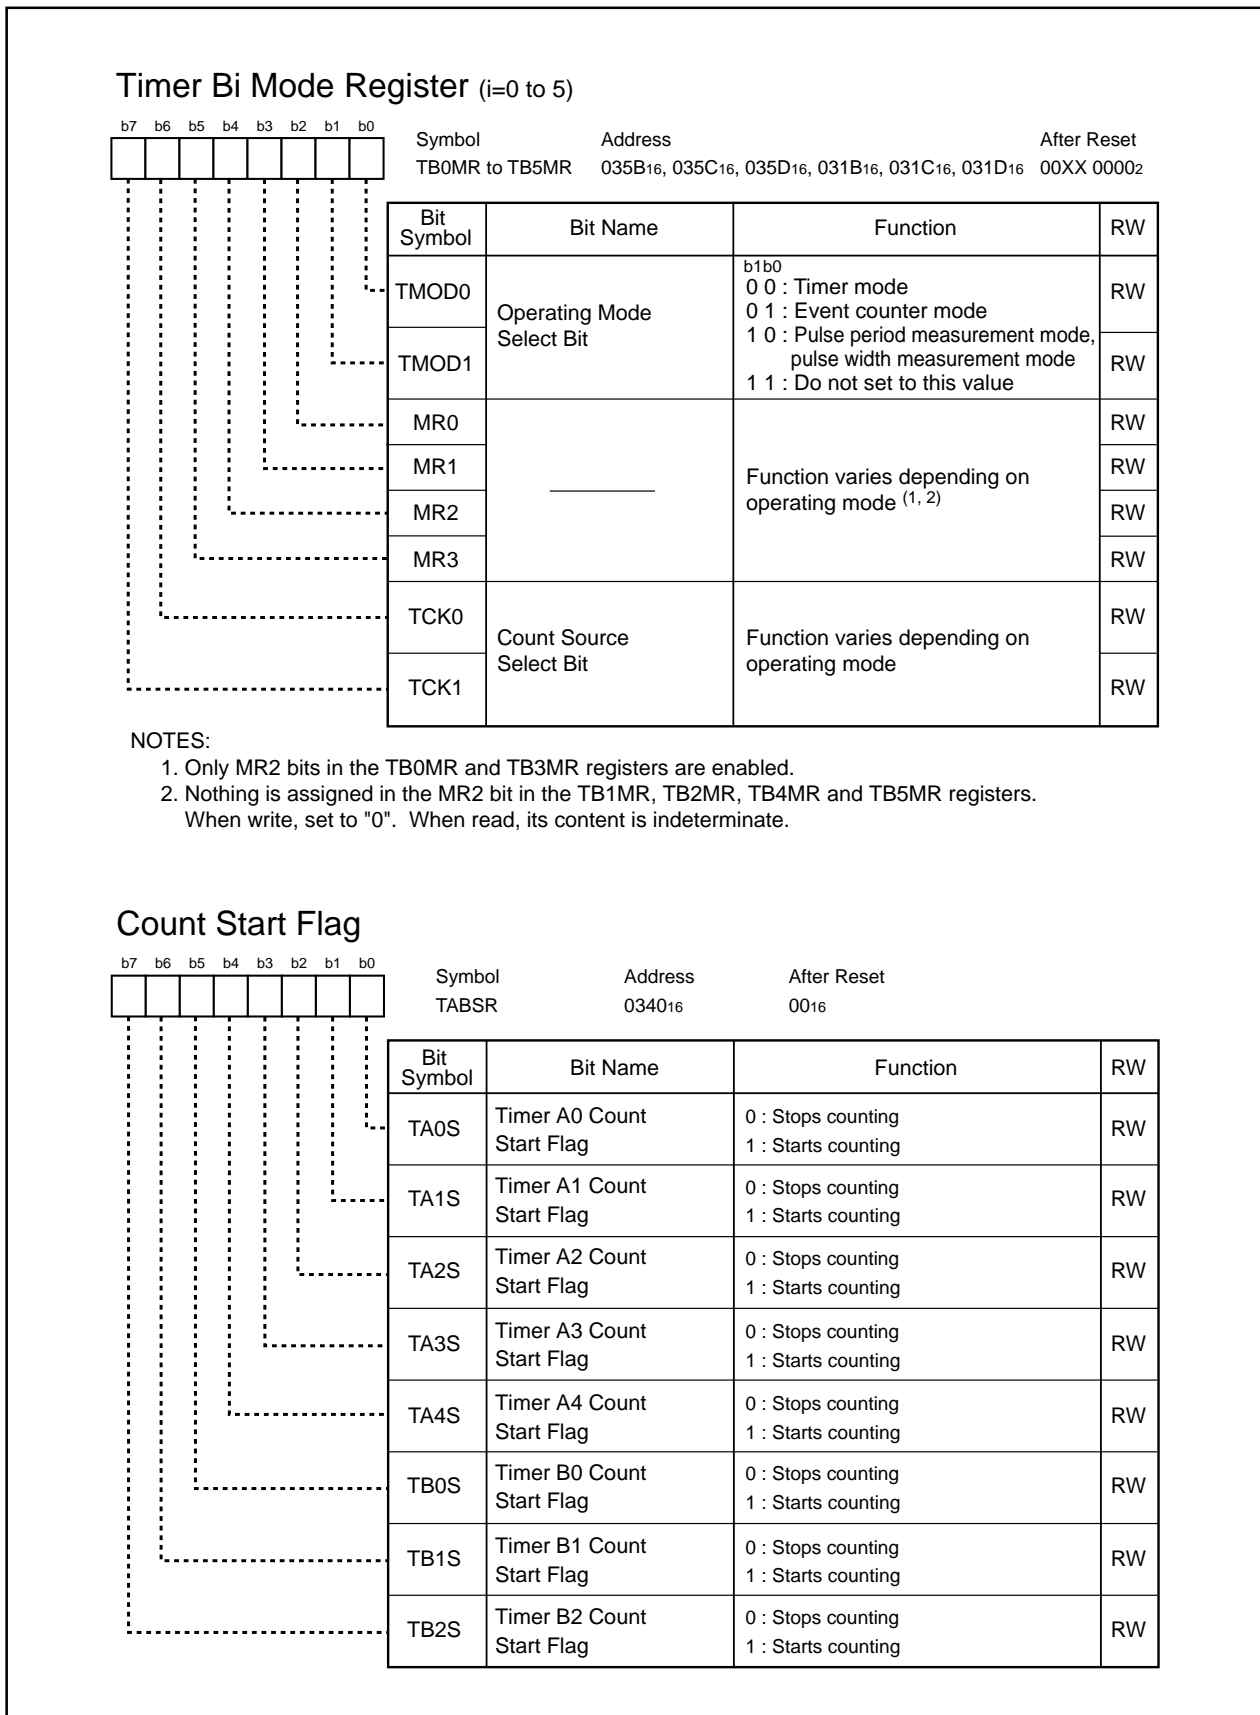 Timer Bi Mode Register (i=0 to 5)
b7 b6 b5 b4 b3 b2 b1 b0
Symbol Address After Reset
TB0MR to TB5MR 035B16, 035C16, 035D16, 031B16, 031C16, 031D16 00XX 00002
Bit Symbol Bit Name Function RW
b1b0
TMOD0 0 0 : Timer mode RW
Operating Mode 0 1 : Event counter mode
Select Bit 1 0 : Pulse period measurement mode,
pulse width measurement mode
TMOD1 1 1 : Do not set to this value RW
MR0 RW
MR1 Function varies depending on RW
MR2 operating mode (1, 2) RW
MR3 RW
TCK0 RW
Count Source Function varies depending on
Select Bit operating mode
TCK1 RW
NOTES:
1. Only MR2 bits in the TB0MR and TB3MR registers are enabled.
2. Nothing is assigned in the MR2 bit in the TB1MR, TB2MR, TB4MR and TB5MR registers.
When write, set to "0". When read, its content is indeterminate.
Count Start Flag
b7 b6 b5 b4 b3 b2 b1 b0
Symbol Address After Reset
TABSR 034016 0016
Bit Symbol Bit Name Function RW
TA0S Timer A0 Count 0 : Stops counting RW
Start Flag 1 : Starts counting
TA1S Timer A1 Count 0 : Stops counting RW
Start Flag 1 : Starts counting
TA2S Timer A2 Count 0 : Stops counting RW
Start Flag 1 : Starts counting
TA3S Timer A3 Count 0 : Stops counting RW
Start Flag 1 : Starts counting
TA4S Timer A4 Count 0 : Stops counting RW
Start Flag 1 : Starts counting
TB0S Timer B0 Count 0 : Stops counting RW
Start Flag 1 : Starts counting
TB1S Timer B1 Count 0 : Stops counting RW
Start Flag 1 : Starts counting
TB2S Timer B2 Count 0 : Stops counting RW
Start Flag 1 : Starts counting